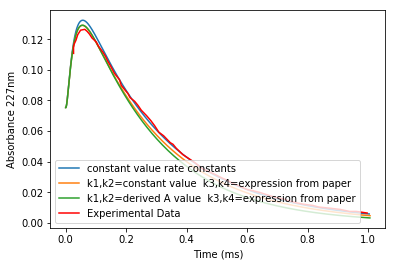 0.12
0.10
0.08
0.06
0.04
0.02
0.00
Absorbance 227nm
constant value rate constants
k1,k2=constant value  k3,k4=expression from paper
k1,k2=derived A value  k3,k4=expression from paper
Experimental Data
0.0 0.2 0.4 0.6 0.8 1.0
Time (ms)